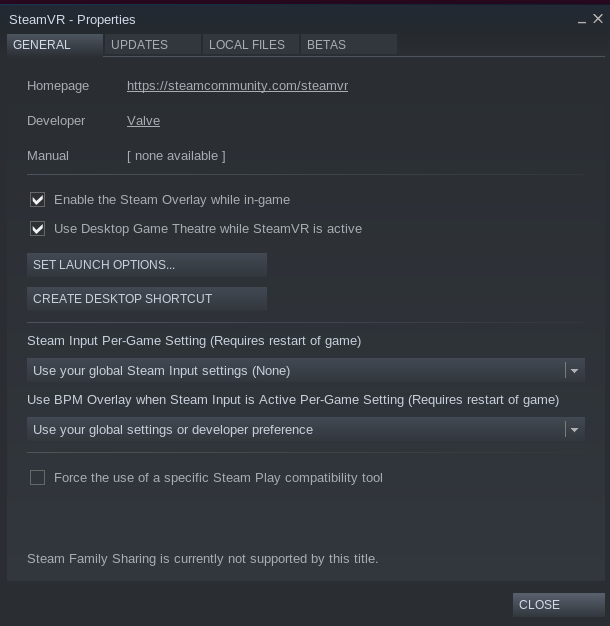 SteamVR - Properties
GENERAL UPDATES LOCAL FILES BETAS
Homepage https://steamcommunity.com/steamvr
Developer Valve
Manual [ none available ]
Enable the Steam Overlay while in-game
Use Desktop Game Theatre while SteamVR is active
SET LAUNCH OPTIONS...
CREATE DESKTOP SHORTCUT
Steam Input Per-Game Setting (Requires restart of game)
Use your global Steam Input settings (None)
Use BPM Overlay when Steam Input is Active Per-Game Setting (Requires restart of game)
Use your global settings or developer preference
Force the use of a specific Steam Play compatibility tool
Steam Family Sharing is currently not supported by this title.
CLOSE